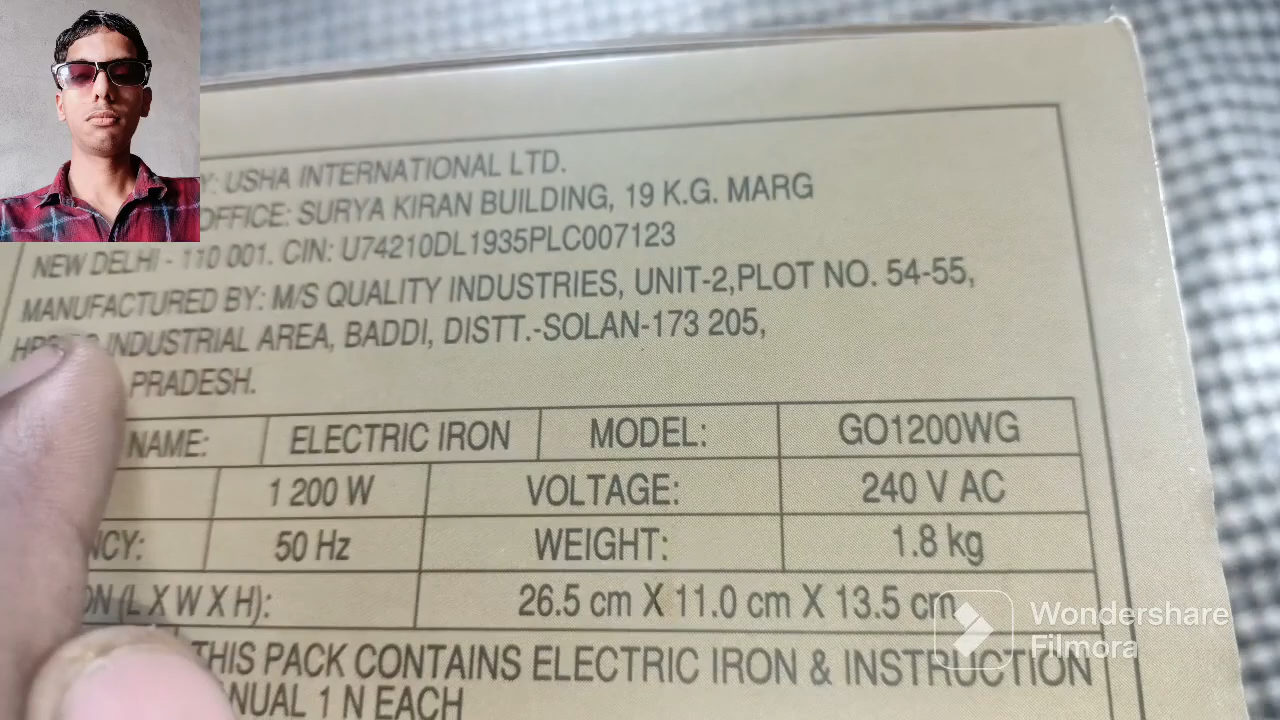 Y: USHA INTERNATIONAL LTD.
OFFICE: SURYA KIRAN BUILDING, 19 K.G. MARG
NEW DELHI - 110 001. CIN: U74210DL1935PLC007123
MANUFACTURED BY: M/S QUALITY INDUSTRIES, UNIT-2,PLOT NO. 54-55,
INDUSTRIAL AREA, BADDI, DISTT.-SOLAN-173 205,
PRADESH.
NAME: ELECTRIC IRON MODEL: GO1200WG
1 200 W VOLTAGE: 240 V AC
NCY: 50 Hz WEIGHT: 1.8 kg
ON (L X W X H): 26.5 cm X 11.0 cm X 13.5 cm
THIS PACK CONTAINS ELECTRIC IRON & INSTRUCTION
NUAL 1 N EACH
Wondershare
Filmora